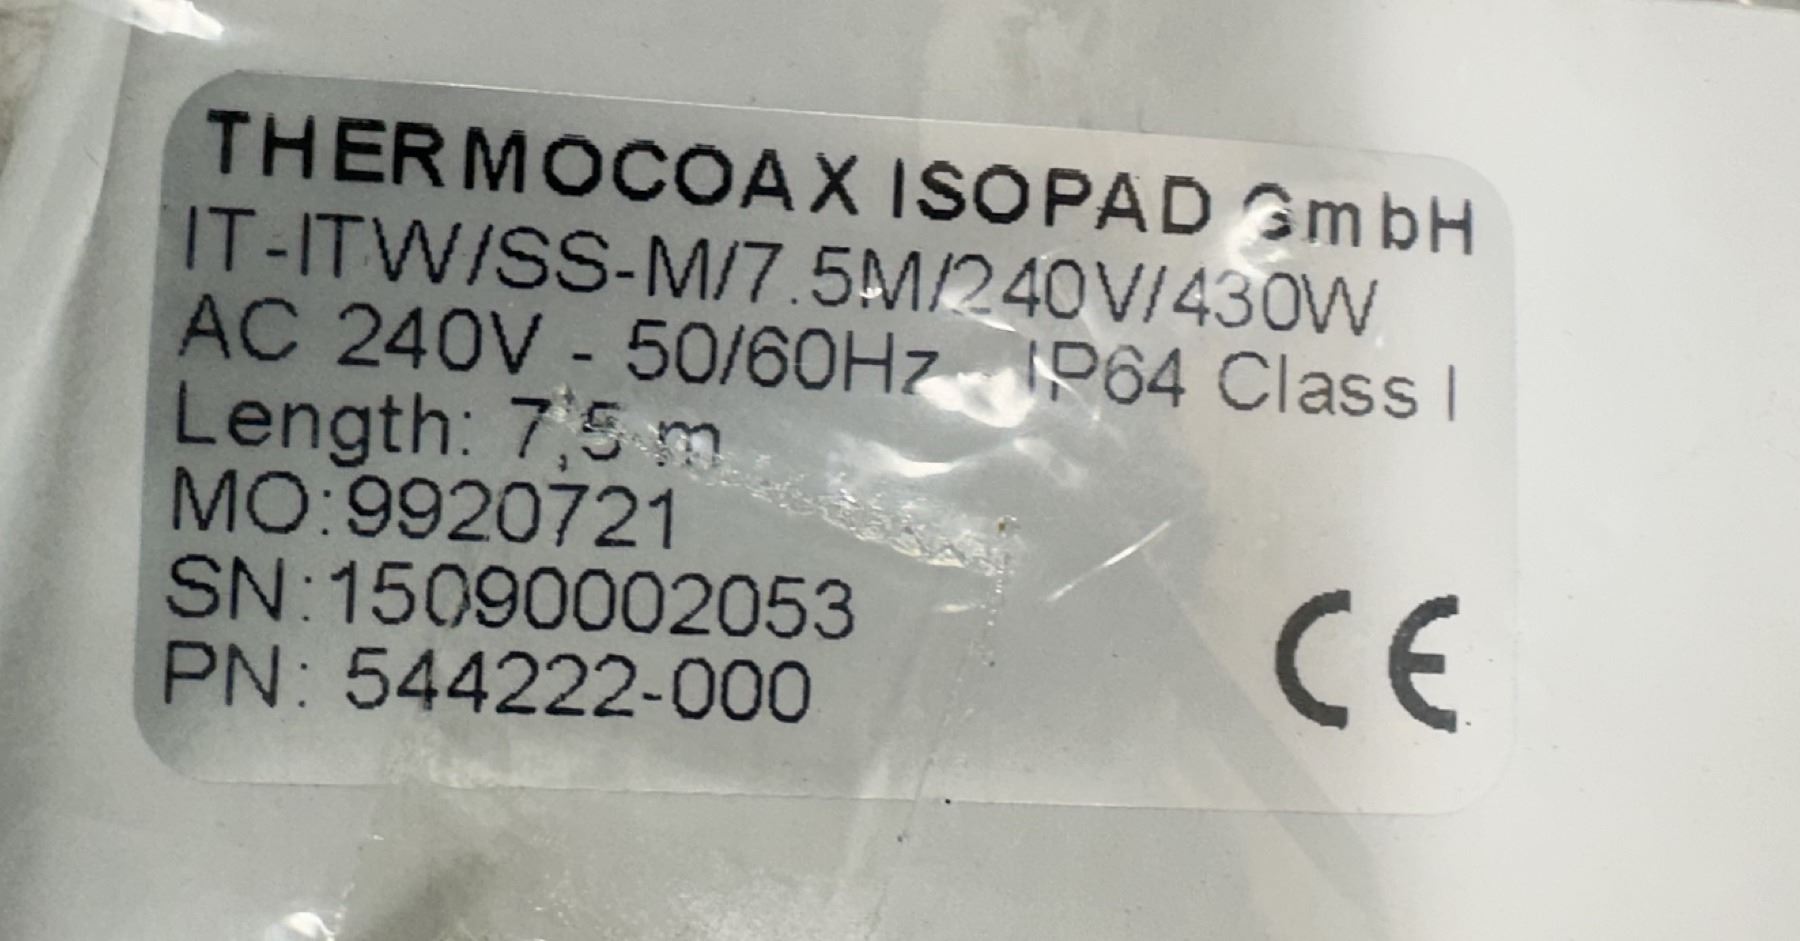 THERMOCOAX ISOPAD GmbH
IT-ITW/SS-M/7.5M/240V/430W
AC 240V - 50/60Hz - IP64 Class I
Length: 7,5 m
MO:9920721
SN:15090002053
PN: 544222-000
CE